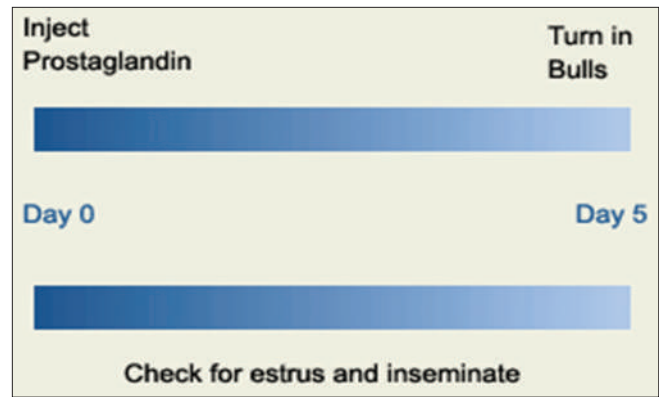 Inject
Prostaglandin
Turn in
Bulls
Day 0
Day 5
Check for estrus and inseminate